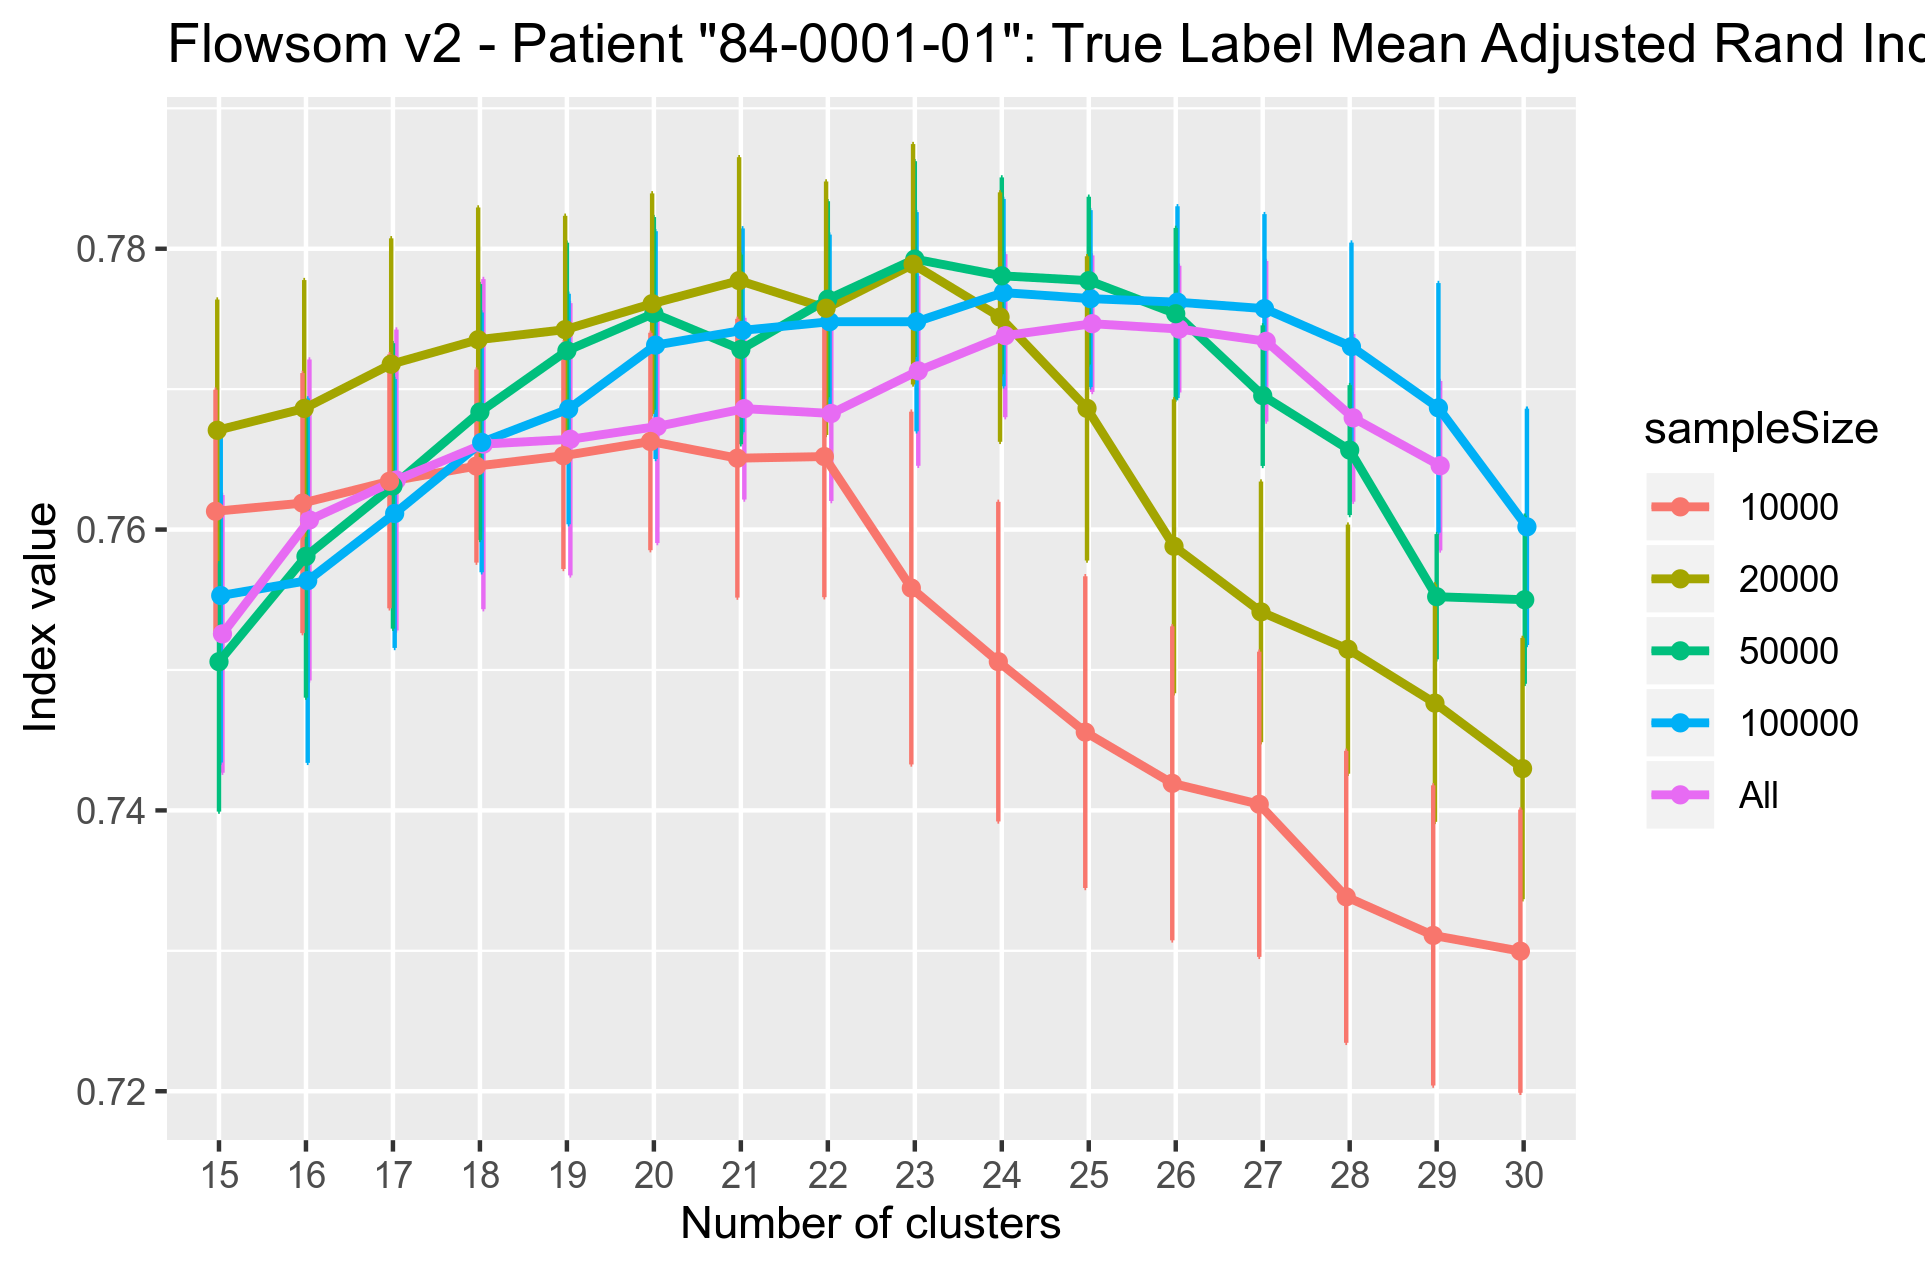 Flowsom v2 - Patient "84-0001-01": True Label Mean Adjusted Rand
Index value
0.78
0.76
0.74
0.72
15 16 17 18 19 20 21 22 23 24 25 26 27 28 29 30
Number of clusters
sampleSize
10000
20000
50000
100000
All